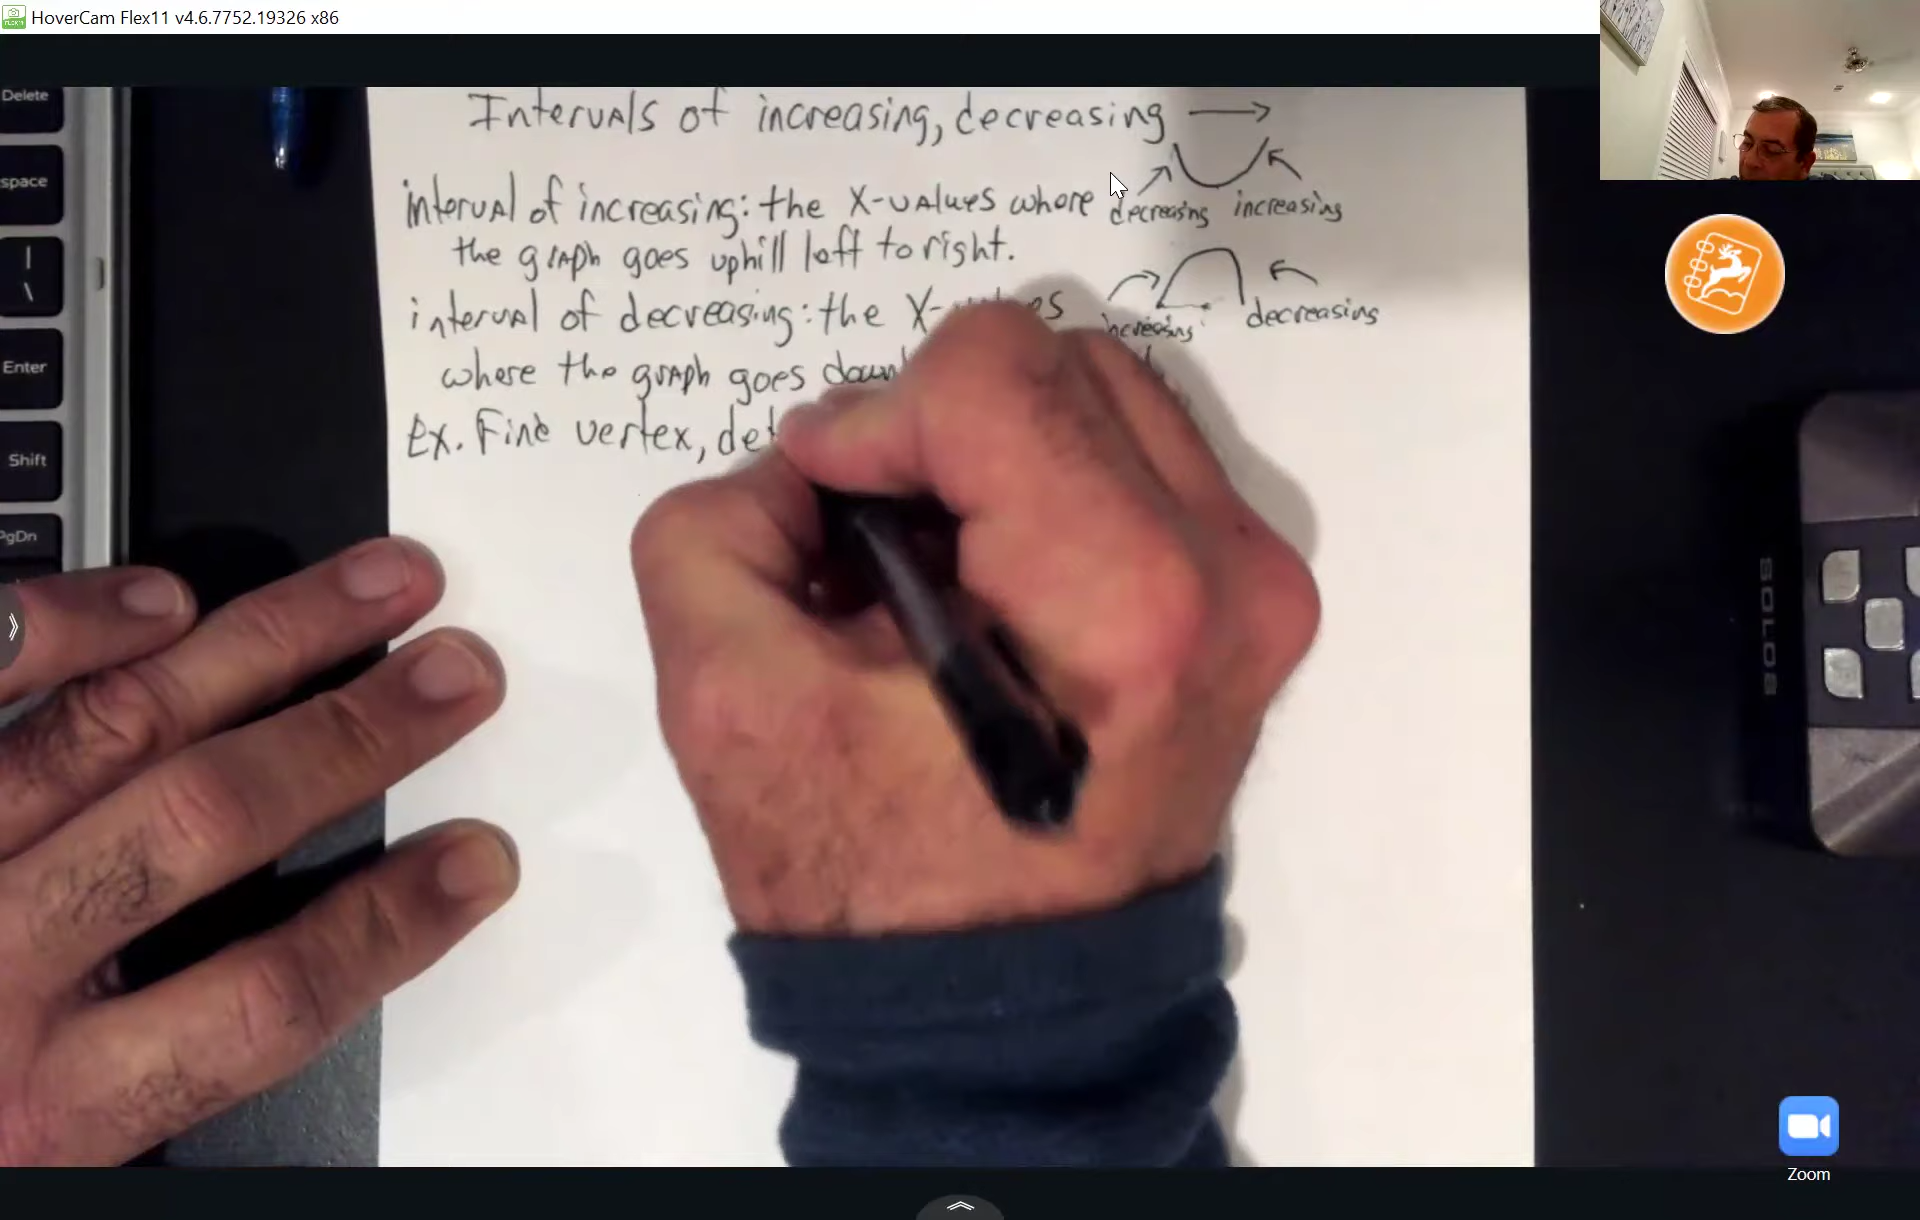 HoverCam Flex11 v4.6.7752.19326 x86
Delete
space
|
\
Enter
Shift
PgDn
Intervals of increasing, decreasing
interval of increasing: the x-values where
the graph goes uphill left to right.
interval of decreasing: the
where the graph goes
Ex. Find vertex,
decreasing increasing
increasing decreasing
SOLO8
Zoom